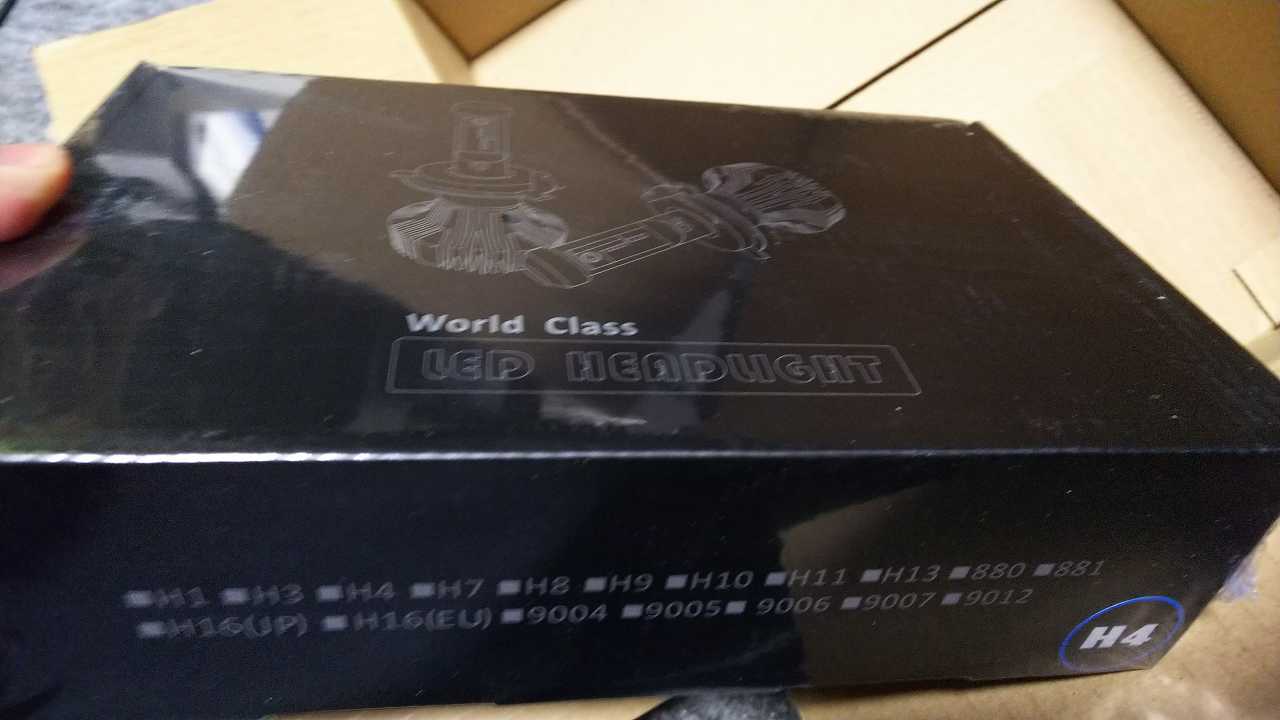 World Class
LED HEADLIGHT
■H1 ■H3 ■H4 ■H7 ■H8 ■H9 ■H10 ■H11 ■H13 ■880 ■881
■H16(JP) ■H16(EU) ■9004 ■9005 ■9006 ■9007 ■9012
H4